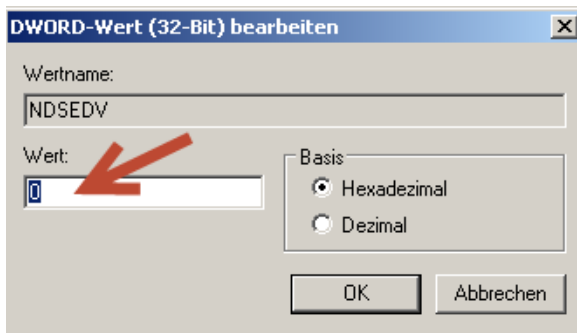 DWORD-Wert (32-Bit) bearbeiten
Wertname:
NDSEDV
Wert:
0
Basis
Hexadezimal
Dezimal
OK
Abbrechen